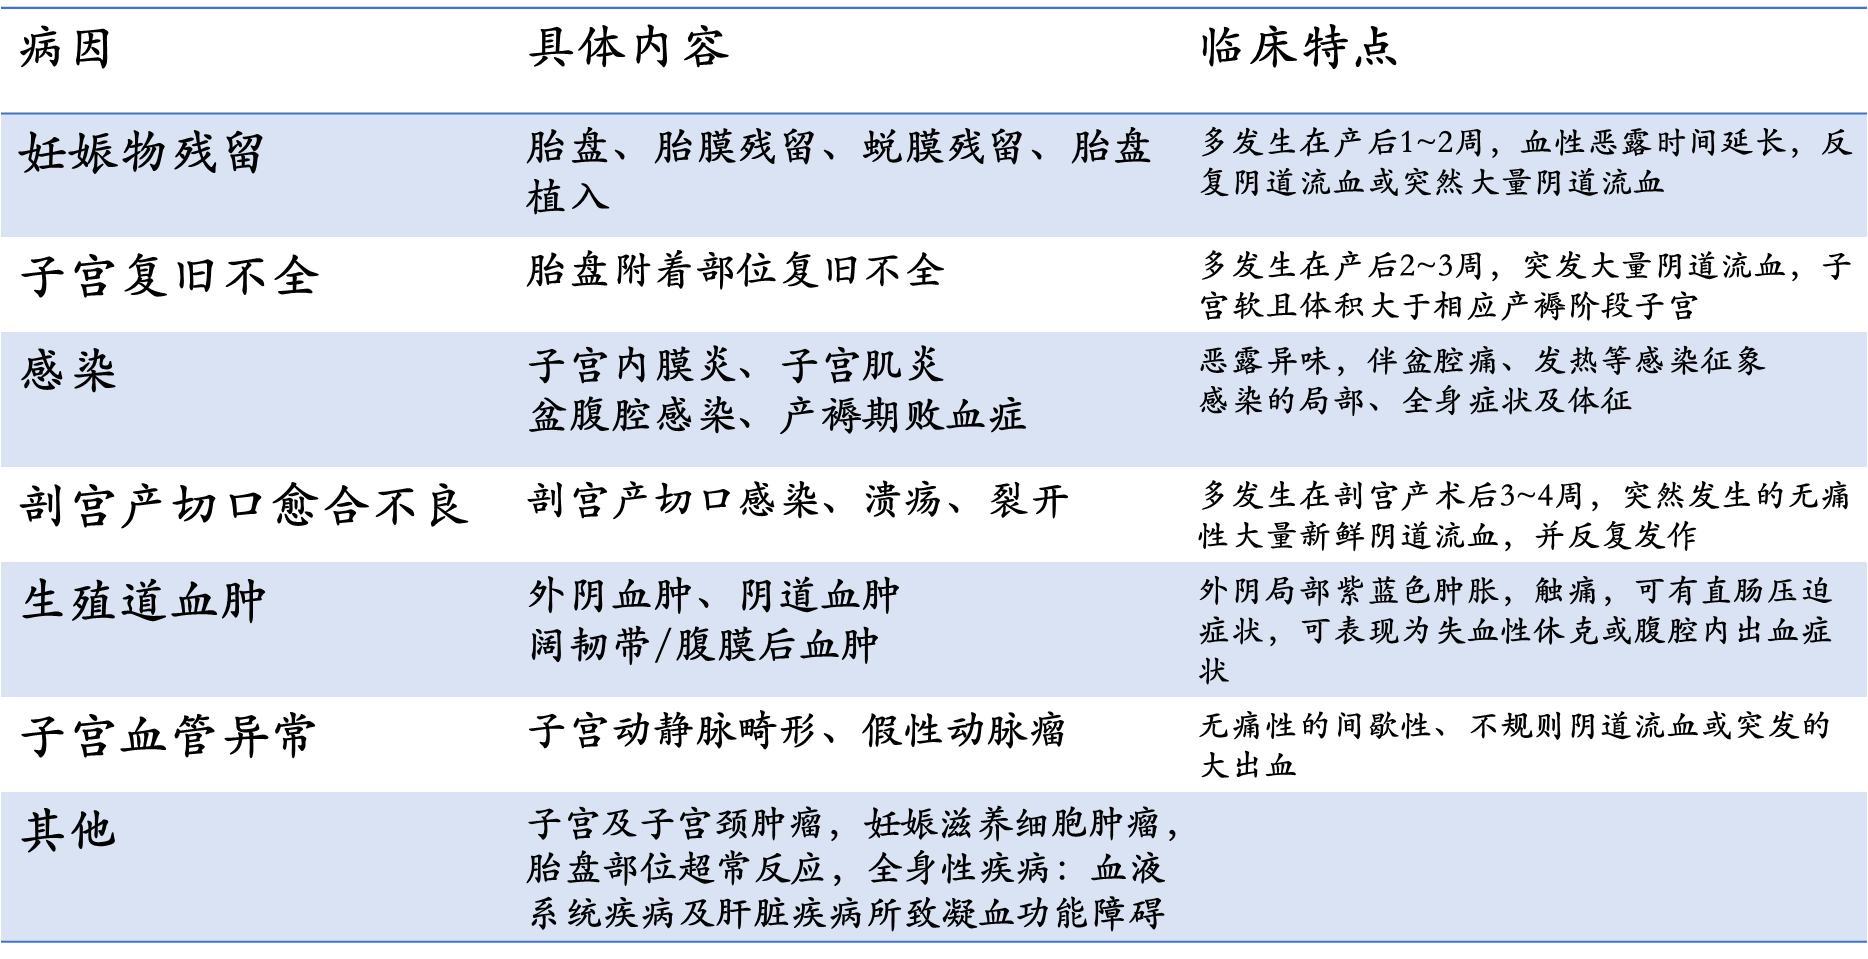 病因
具体内容
临床特点
妊娠物残留
胎盘、胎膜残留、蜕膜残留、胎盘
植入
多发生在产后1~2周，血性恶露时间延长，反
复阴道流血或突然大量阴道流血
子宫复旧不全
胎盘附着部位复旧不全
多发生在产后2~3周，突发大量阴道流血，子
宫软且体积大于相应产褥阶段子宫
感染
子宫内膜炎、子宫肌炎
盆腹腔感染、产褥期败血症
恶露异味，伴盆腔痛、发热等感染征象
感染的局部、全身症状及体征
剖宫产切口愈合不良
剖宫产切口感染、溃疡、裂开
多发生在剖宫产术后3~4周，突然发生的无痛
性大量新鲜阴道流血，并反复发作
生殖道血肿
外阴血肿、阴道血肿
阔韧带/腹膜后血肿
外阴局部紫蓝色肿胀，触痛，可有直肠压迫
症状，可表现为失血性休克或腹腔内出血症
状
子宫血管异常
子宫动静脉畸形、假性动脉瘤
无痛性的间歇性、不规则阴道流血或突发的
大出血
其他
子宫及子宫颈肿瘤，妊娠滋养细胞肿瘤，
胎盘部位超常反应，全身性疾病：血液
系统疾病及肝脏疾病所致凝血功能障碍